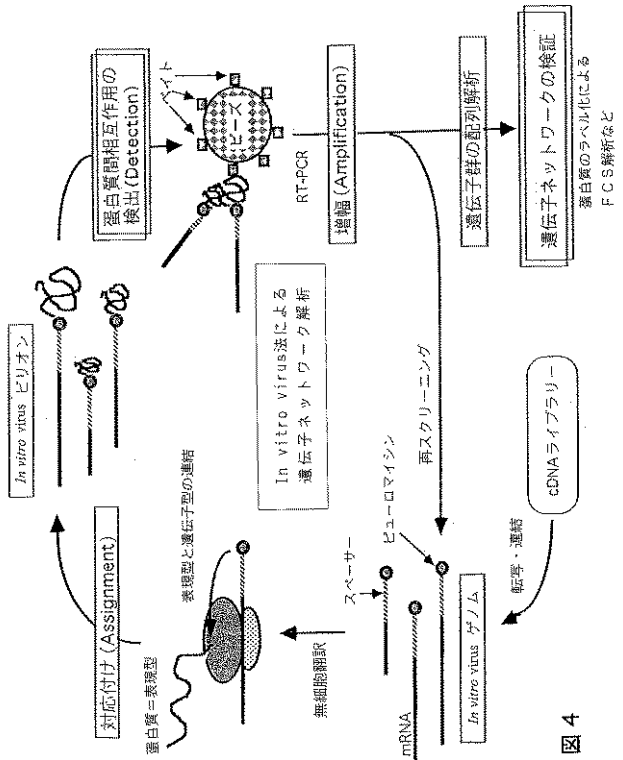 In vitro virus ビリオン
対応付け (Assignment)
蛋白質=表現型
表現型と遺伝子型の連結
無細胞翻訳
mRNA
スペーサー
ピューロマイシン
In vitro virus ゲノム
転写・連結
cDNAライブラリー
In vitro virus法による
遺伝子ネットワーク解析
蛋白質間相互作用の
検出(Detection)
ベイト
ビーズ
RT-PCR
増幅(Amplification)
再スクリーニング
遺伝子群の配列解析
遺伝子ネットワークの検証
蛋白質のラベル化による
FCS解析など
図4